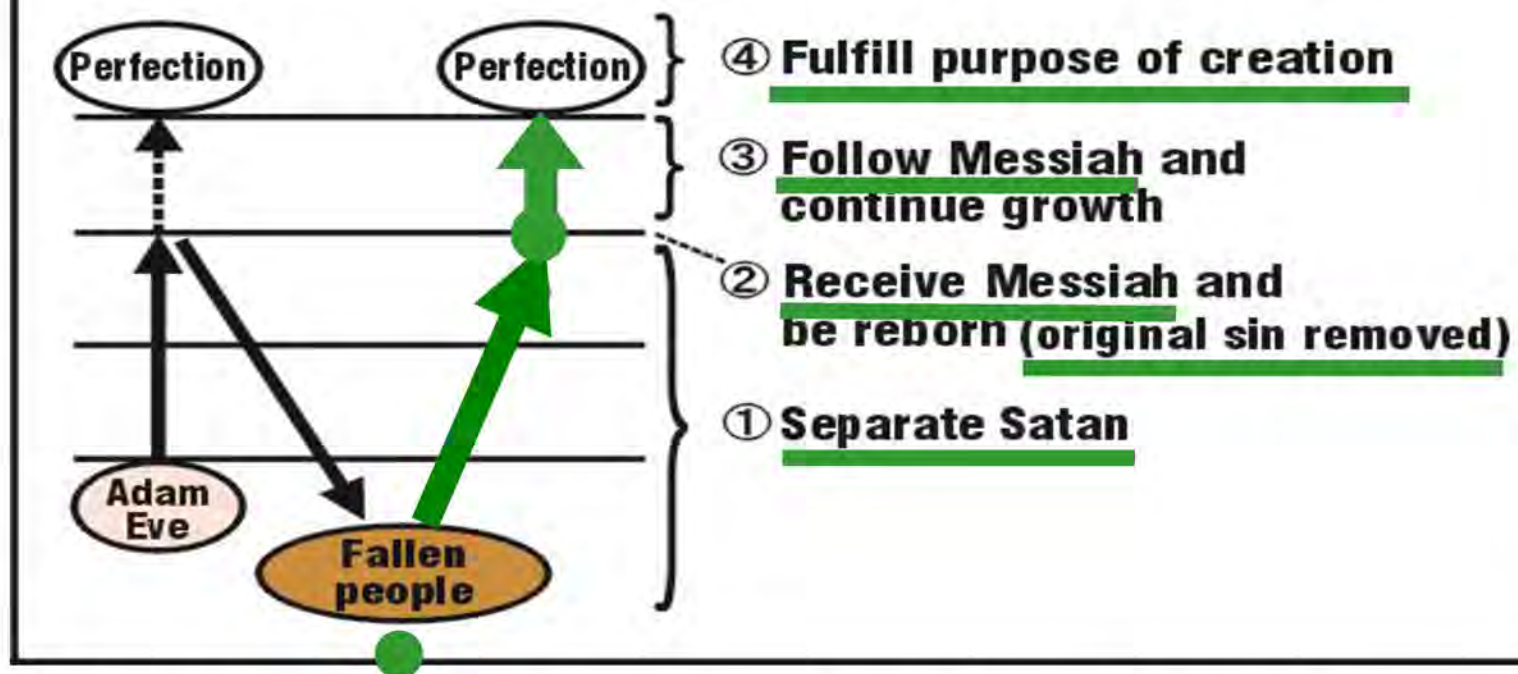 Perfection
Perfection
④ Fulfill purpose of creation
③ Follow Messiah and
continue growth
② Receive Messiah and
be reborn (original sin removed)
① Separate Satan
Adam
Eve
Fallen
people